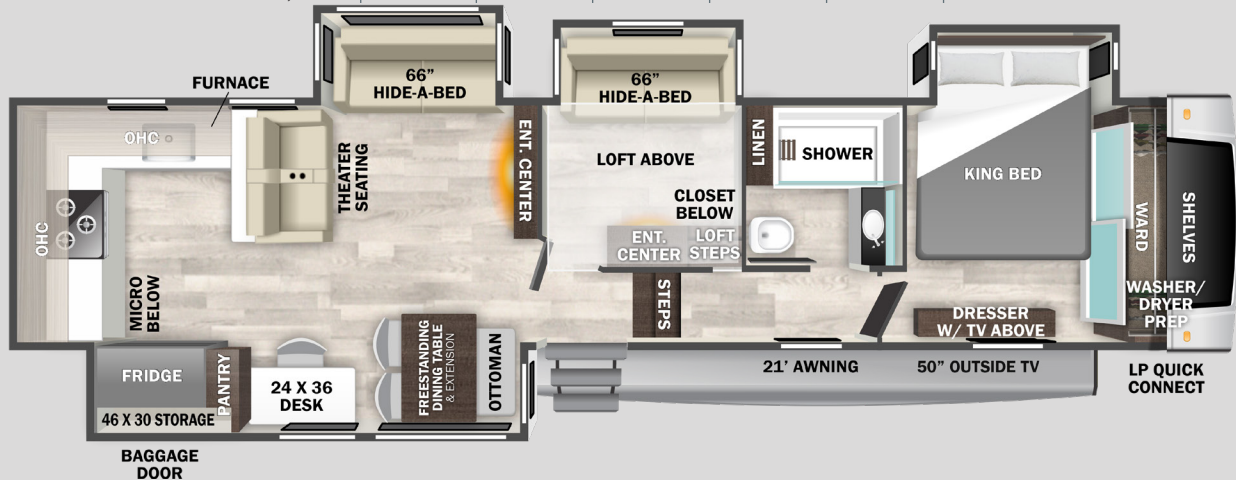 FURNACE
66”
HIDE-A-BED
66”
HIDE-A-BED
OHC
OHC
THEATER
SEATING
ENT. CENTER
LOFT ABOVE
CLOSET
BELOW
ENT.
CENTER
LOFT
STEPS
LINEN
SHOWER
KING BED
WARD
SHELVES
WASHER/
DRYER
PREP
MICRO
BELOW
STEPS
DRESSER
W/ TV ABOVE
FRIDGE
PANTRY
46 X 30 STORAGE
24 X 36
DESK
FREESTANDING
DINING TABLE
& EXTENSION
OTTOMAN
21’ AWNING
50” OUTSIDE TV
LP QUICK
CONNECT
BAGGAGE
DOOR